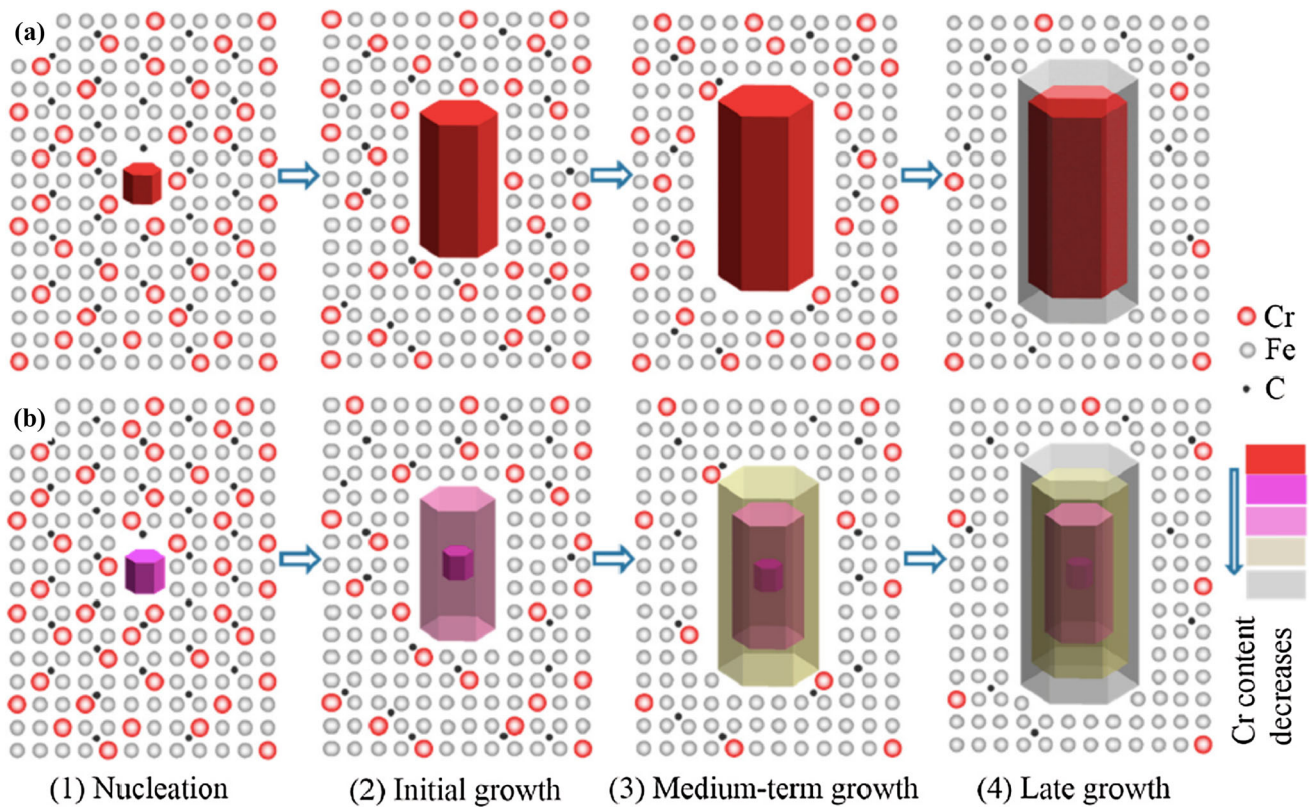 (a)
Cr
Fe
C
(b)
Cr content
decreases
(1) Nucleation
(2) Initial growth
(3) Medium-term growth
(4) Late growth